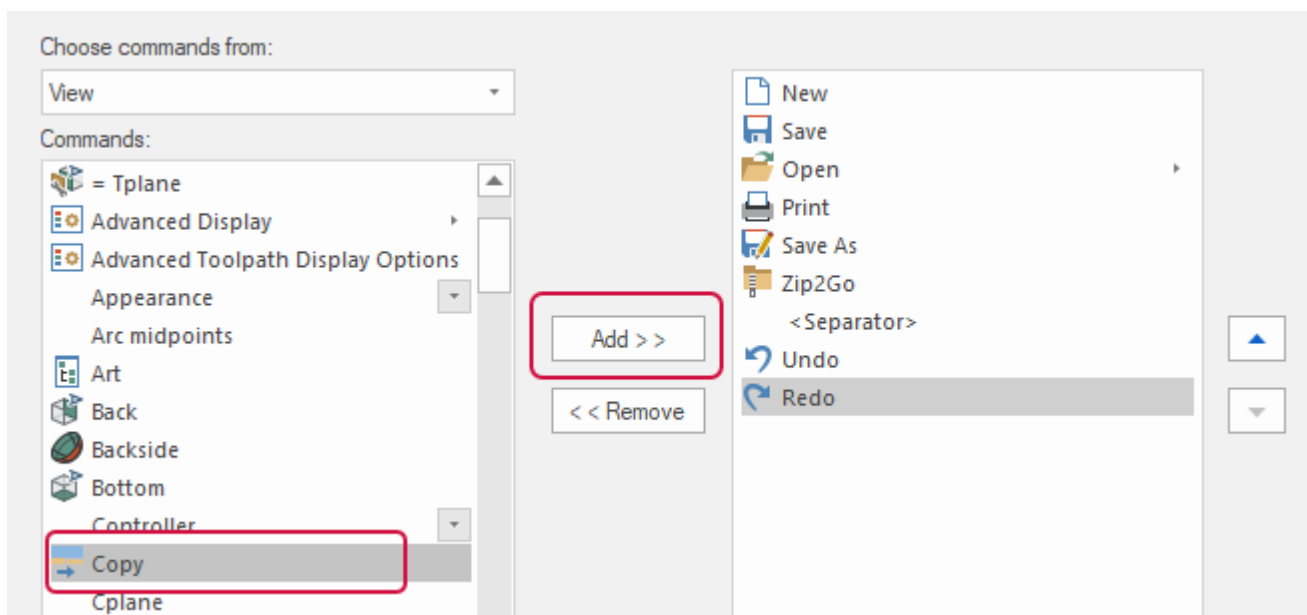 Choose commands from:
View
Commands:
= Tplane
Advanced Display
Advanced Toolpath Display Options
Appearance
Arc midpoints
Art
Back
Backside
Bottom
Controller
Copy
Cplane
Add > >
< < Remove
New
Save
Open
Print
Save As
Zip2Go
<Separator>
Undo
Redo